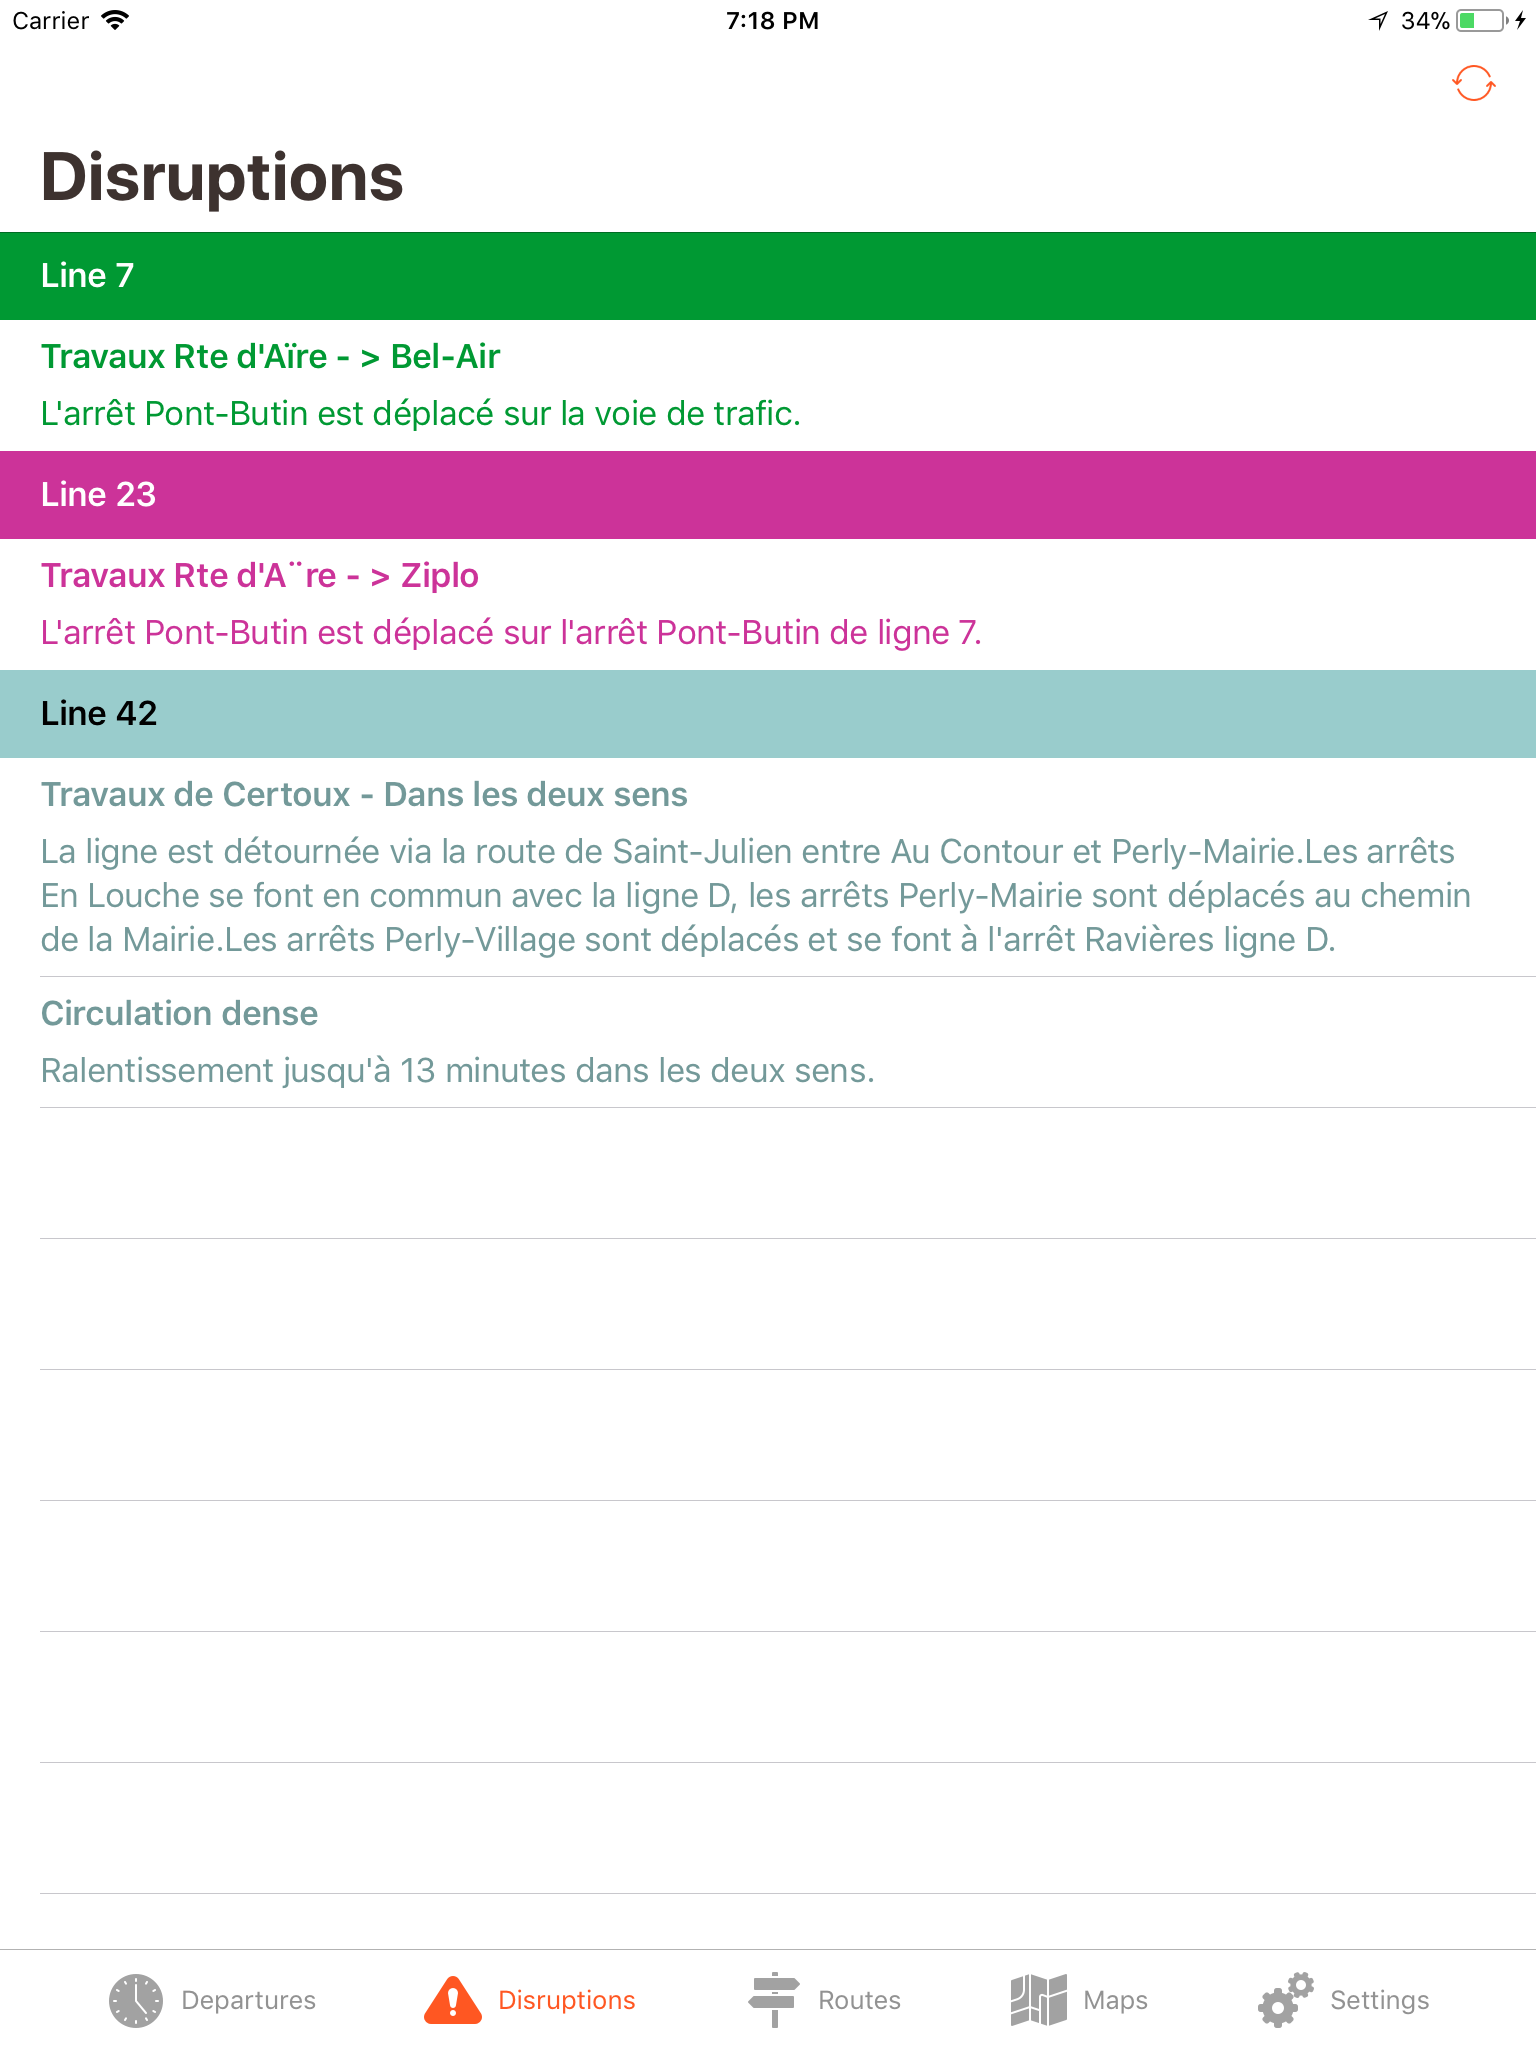 Carrier 7:18 PM 34%
Disruptions
Line 7
Travaux Rte d'Aïre - > Bel-Air
L'arrêt Pont-Butin est déplacé sur la voie de trafic.
Line 23
Travaux Rte d'A¨re - > Ziplo
L'arrêt Pont-Butin est déplacé sur l'arrêt Pont-Butin de ligne 7.
Line 42
Travaux de Certoux - Dans les deux sens
La ligne est détournée via la route de Saint-Julien entre Au Contour et Perly-Mairie.Les arrêts
En Louche se font en commun avec la ligne D, les arrêts Perly-Mairie sont déplacés au chemin
de la Mairie.Les arrêts Perly-Village sont déplacés et se font à l'arrêt Ravières ligne D.
Circulation dense
Ralentissement jusqu'à 13 minutes dans les deux sens.
Departures Disruptions Routes Maps Settings